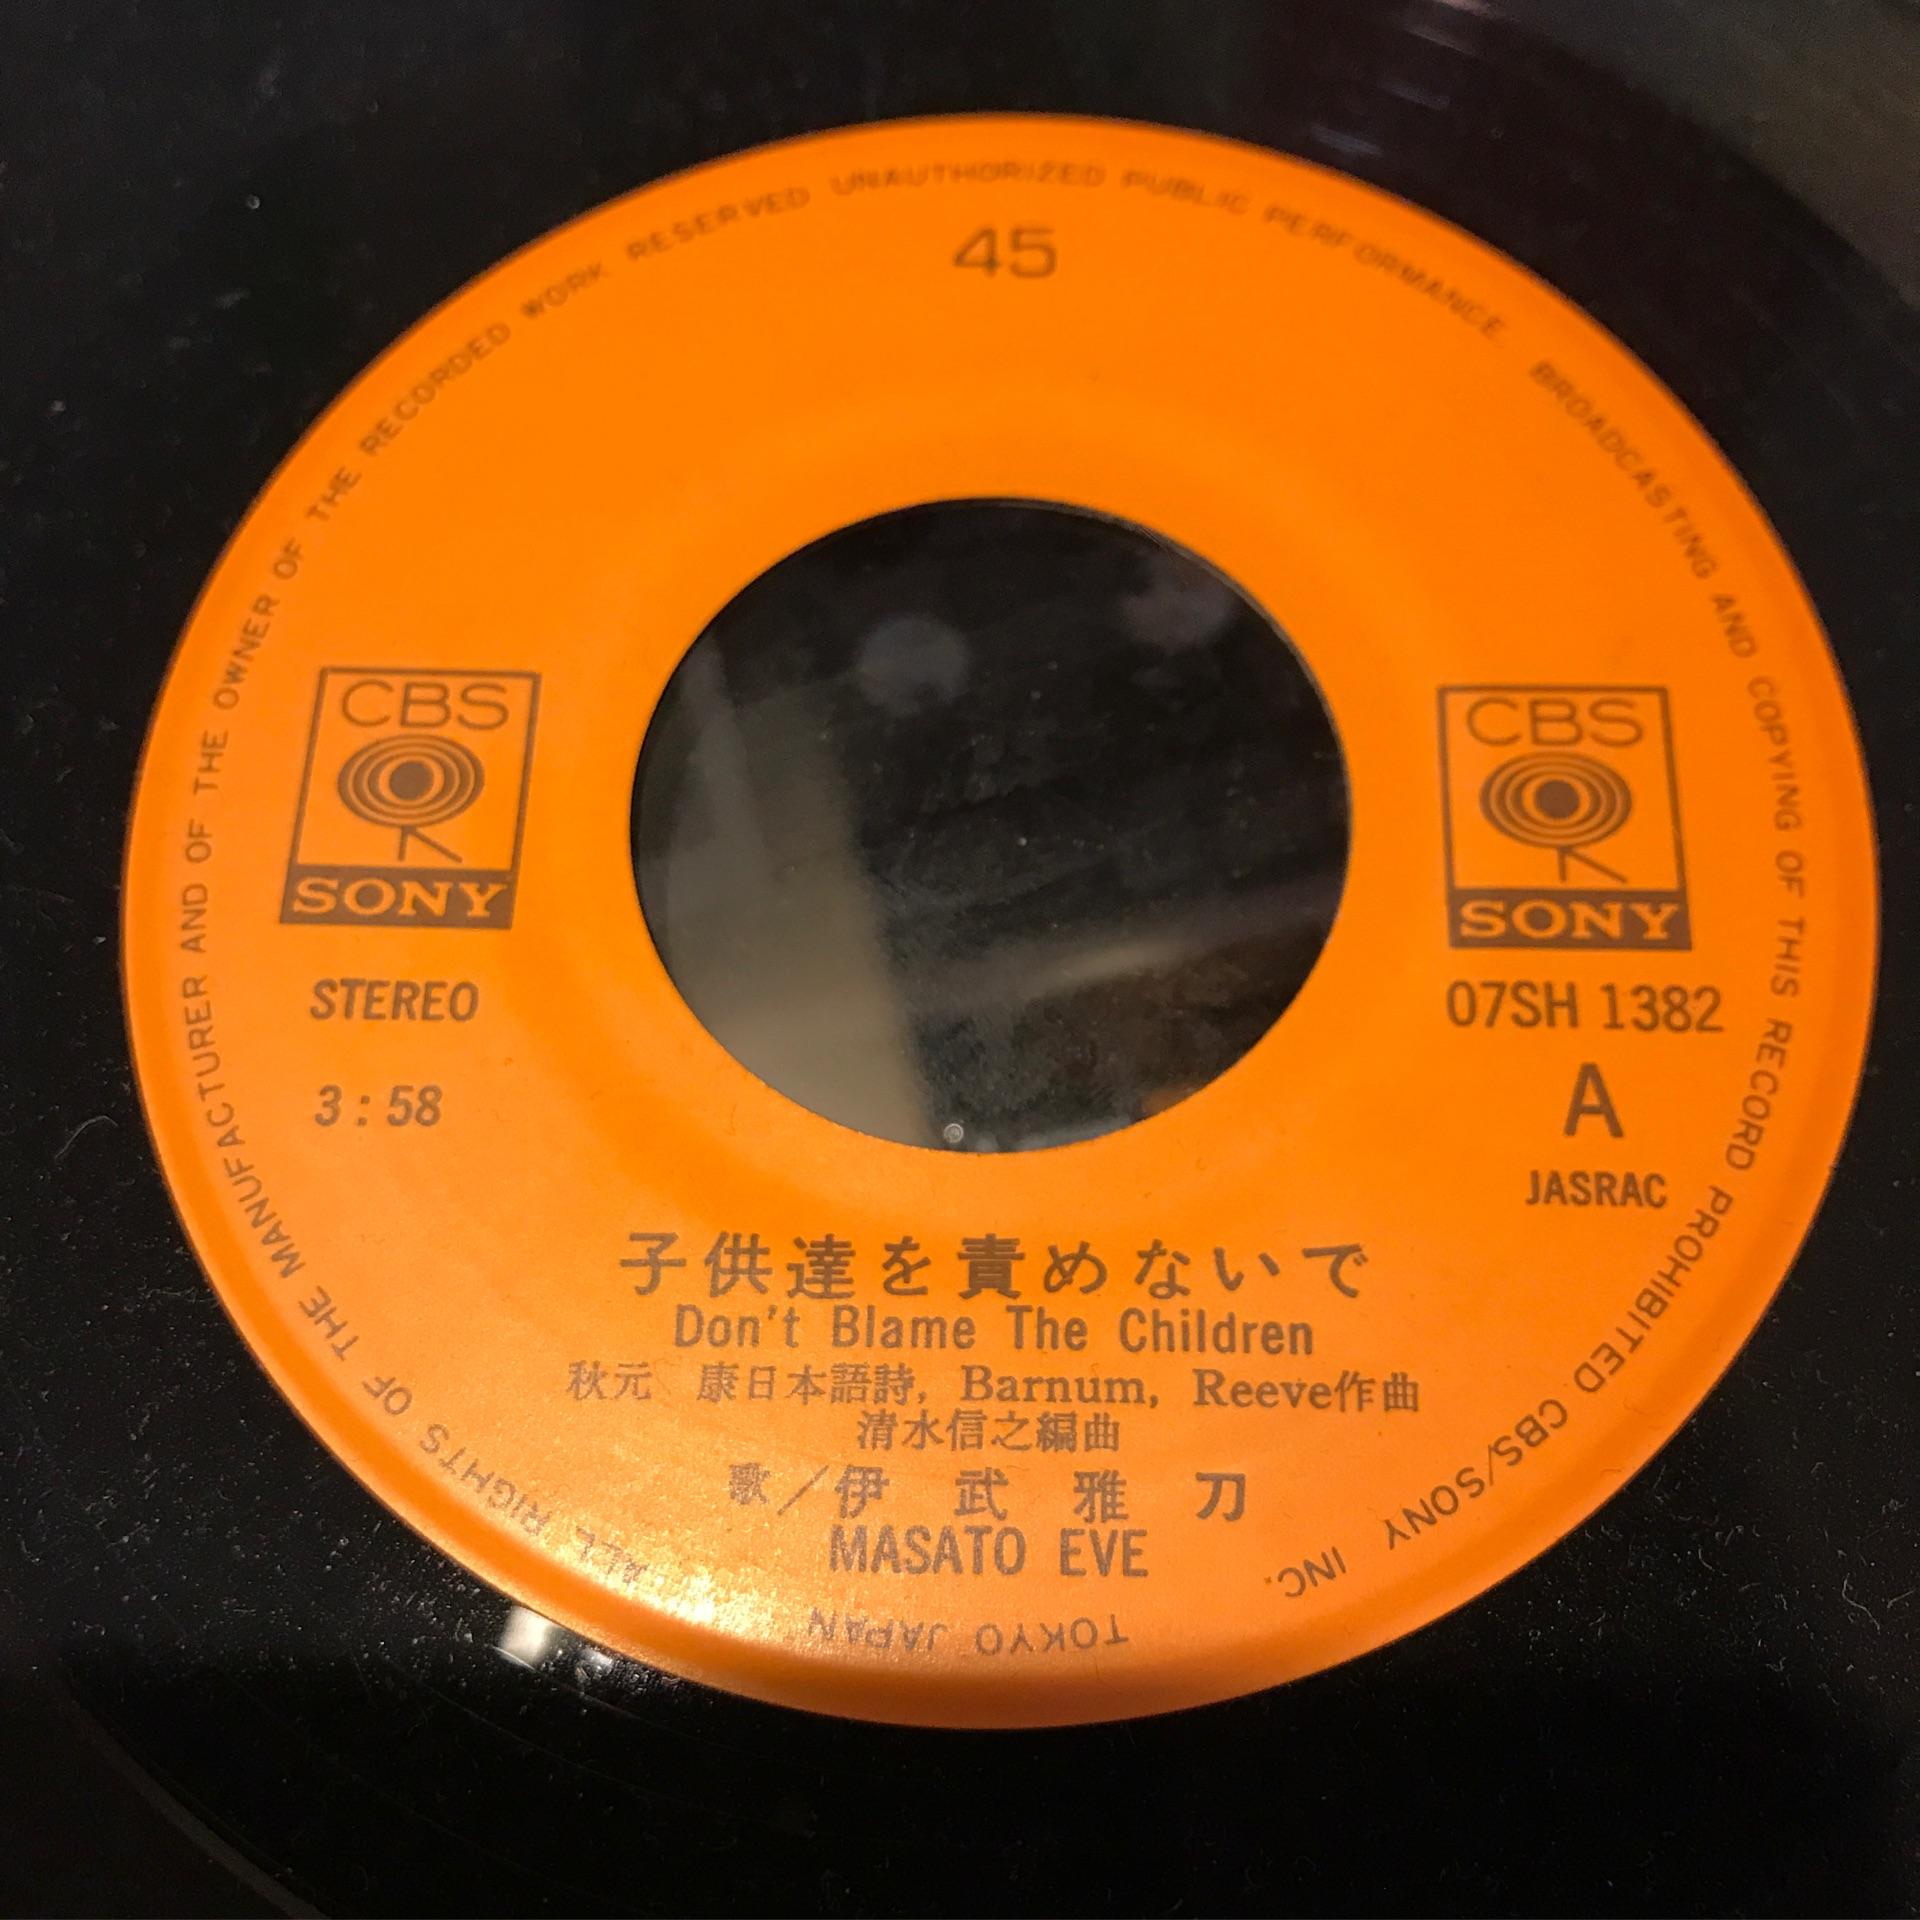 45
CBS
SONY
STEREO
3:58
CBS
SONY
07SH 1382
A
JASRAC
子供達を責めないで
Don't Blame The Children
秋元 康日本語詩, Barnum, Reeve作曲
清水信之編曲
歌／伊武雅刀
MASATO EVE
ALL RIGHTS OF THE MANUFACTURER AND OF THE OWNER OF THE RECORDED WORK RESERVED UNAUTHORIZED PUBLIC PERFORMANCE BROADCASTING AND COPYING OF THIS RECORD PROHIBITED CBS/SONY INC. TOKYO JAPAN